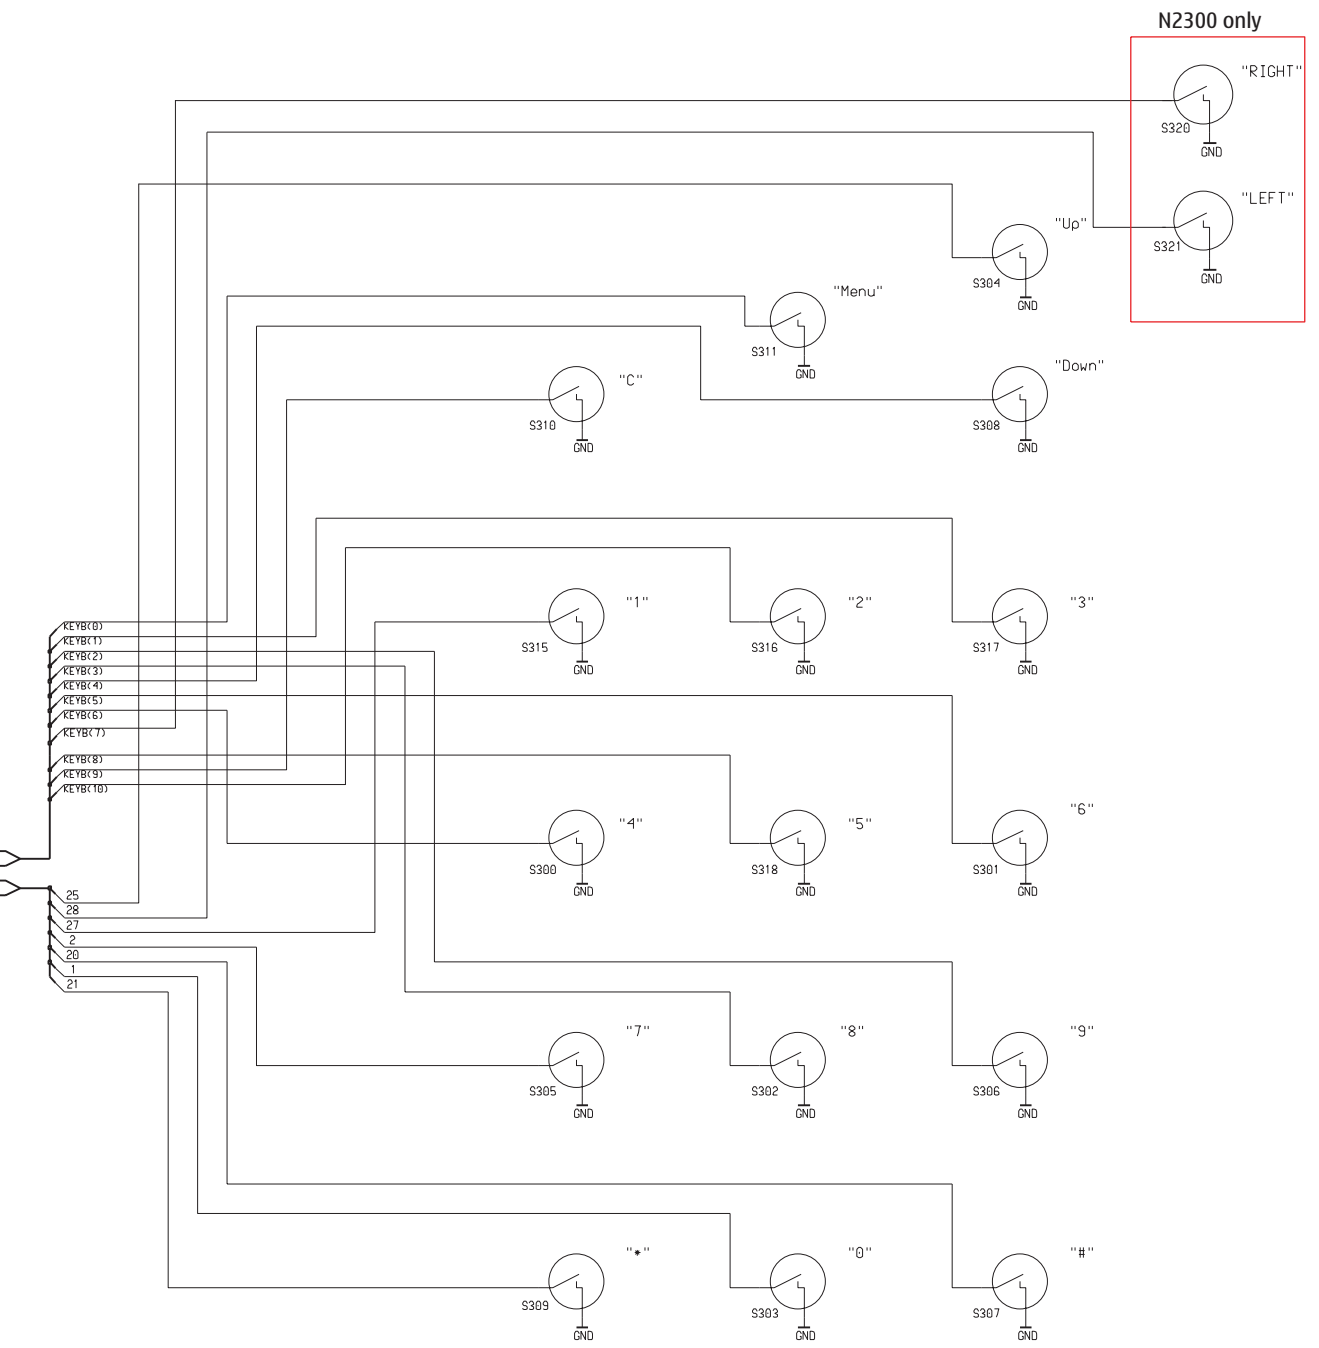 N2300 only
"RIGHT"
S320
GND
"LEFT"
S321
GND
"Up"
S304
GND
"Menu"
S311
GND
"Down"
S308
GND
"C"
S310
GND
"1"
S315
GND
"2"
S316
GND
"3"
S317
GND
KEYB(0)
KEYB(1)
KEYB(2)
KEYB(3)
KEYB(4)
KEYB(5)
KEYB(6)
KEYB(7)
KEYB(8)
KEYB(9)
KEYB(10)
"4"
S300
GND
"5"
S318
GND
"6"
S301
GND
25
28
27
2
20
1
21
"7"
S305
GND
"8"
S302
GND
"9"
S306
GND
"*"
S309
GND
"0"
S303
GND
"#"
S307
GND